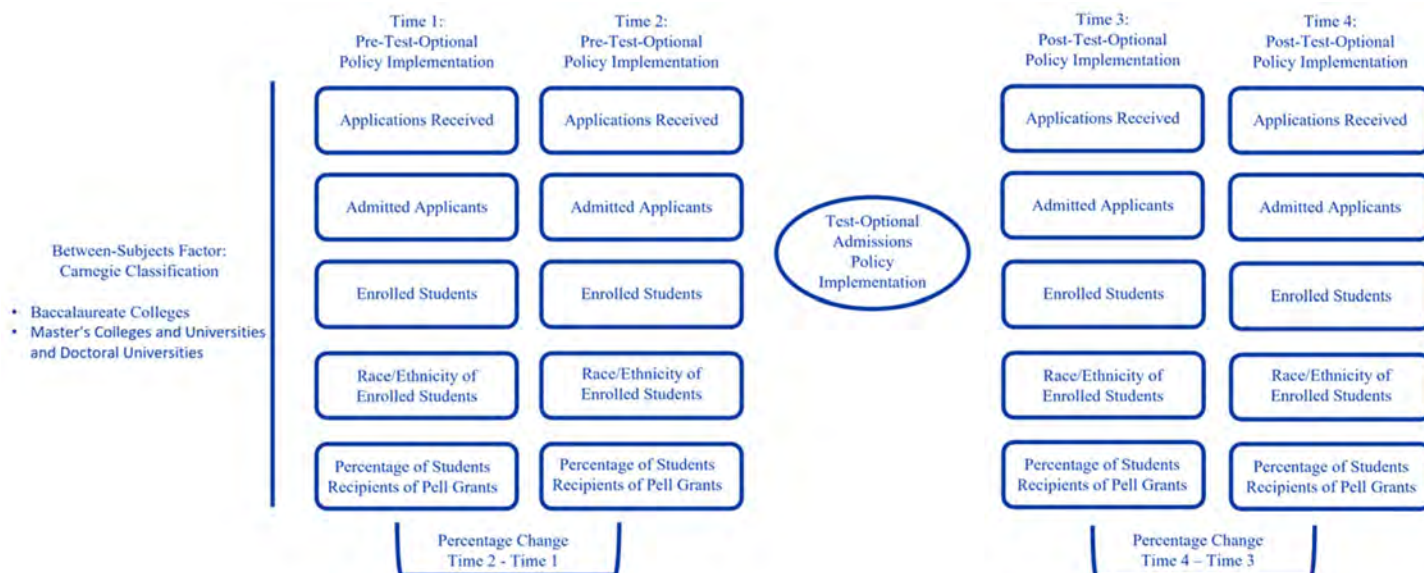 Time 1:
Pre-Test-Optional
Policy Implementation
Time 2:
Pre-Test-Optional
Policy Implementation
Time 3:
Post-Test-Optional
Policy Implementation
Time 4:
Post-Test-Optional
Policy Implementation
Between-Subjects Factor:
Carnegie Classification
• Baccalaureate Colleges
• Master's Colleges and Universities
and Doctoral Universities
Applications Received
Applications Received
Applications Received
Applications Received
Admitted Applicants
Admitted Applicants
Admitted Applicants
Admitted Applicants
Test-Optional
Admissions
Policy
Implementation
Enrolled Students
Enrolled Students
Enrolled Students
Enrolled Students
Race/Ethnicity of
Enrolled Students
Race/Ethnicity of
Enrolled Students
Race/Ethnicity of
Enrolled Students
Race/Ethnicity of
Enrolled Students
Percentage of Students
Recipients of Pell Grants
Percentage of Students
Recipients of Pell Grants
Percentage of Students
Recipients of Pell Grants
Percentage of Students
Recipients of Pell Grants
Percentage Change
Time 2 - Time 1
Percentage Change
Time 4 – Time 3